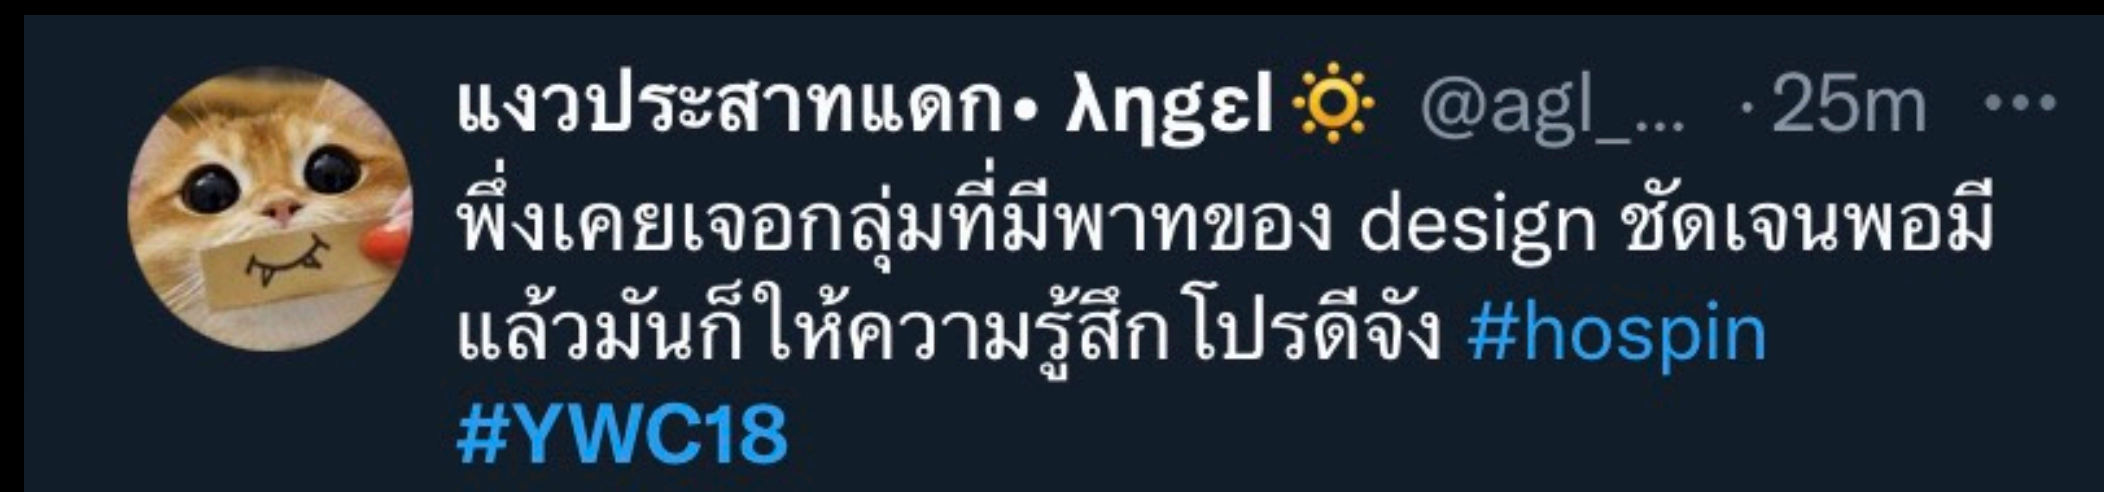 แงวประสาทแดก• ληgεl🔅 @agl_... · 25m ...
พึ่งเคยเจอกลุ่มที่มีพาทของ design ชัดเจนพอมี
แล้วมันก็ให้ความรู้สึกโปรดีจัง #hospin
#YWC18